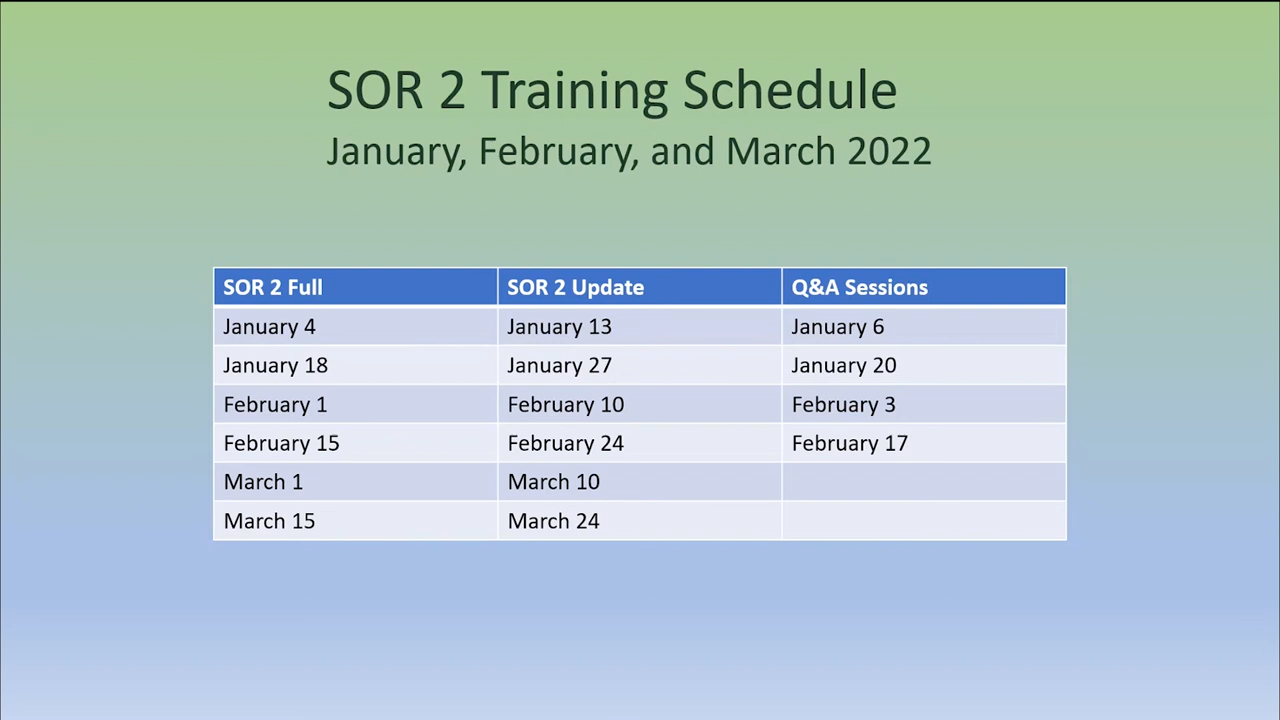 SOR 2 Training Schedule
January, February, and March 2022
SOR 2 Full SOR 2 Update Q&A Sessions
January 4 January 13 January 6
January 18 January 27 January 20
February 1 February 10 February 3
February 15 February 24 February 17
March 1 March 10
March 15 March 24